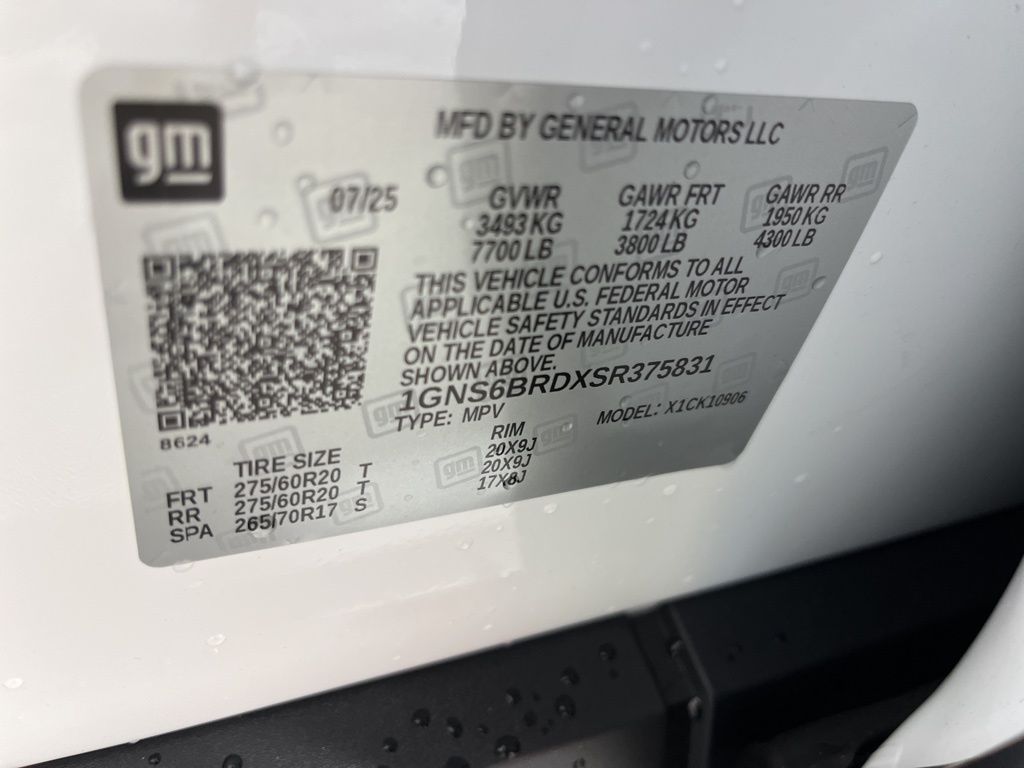 gm
MFD BY GENERAL MOTORS LLC
07/25 GVWR GAWR FRT GAWR RR
3493 KG 1724 KG 1950 KG
7700 LB 3800 LB 4300 LB
THIS VEHICLE CONFORMS TO ALL
APPLICABLE U.S. FEDERAL MOTOR
VEHICLE SAFETY STANDARDS IN EFFECT
ON THE DATE OF MANUFACTURE
SHOWN ABOVE.
1GNS6BRDXSR375831
TYPE: MPV MODEL: X1CK10906
8624
TIRE SIZE RIM
FRT 275/60R20 T 20X9J
RR 275/60R20 T 20X9J
SPA 265/70R17 S 17X8J